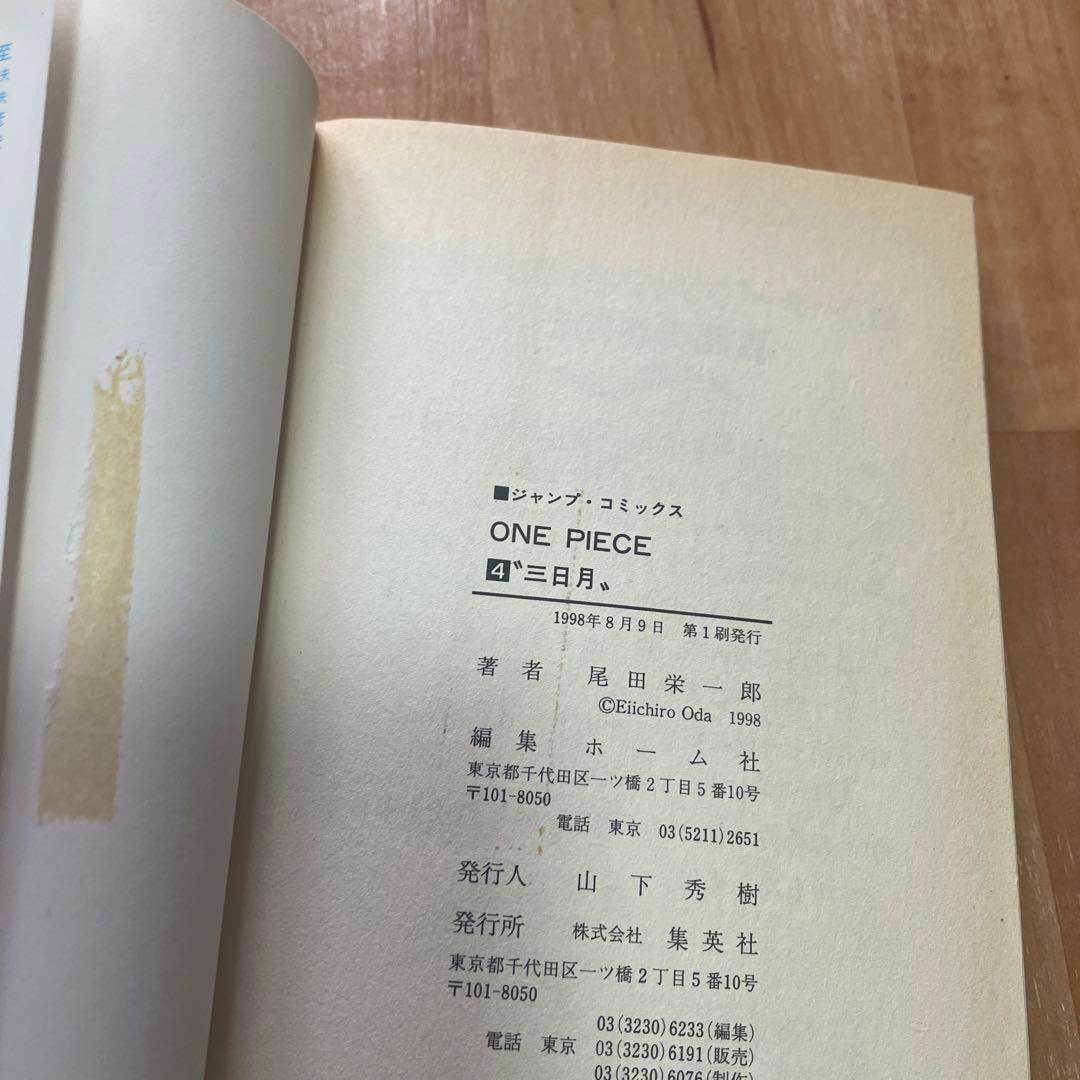 ■ジャンプ・コミックス
ONE PIECE
4〝三日月〟
1998年8月9日 第1刷発行
著者 尾田栄一郎
©Eiichiro Oda 1998
編集 ホーム社
東京都千代田区一ツ橋2丁目5番10号
〒101-8050
電話 東京 03(5211)2651
発行人 山下秀樹
発行所 株式会社 集英社
東京都千代田区一ツ橋2丁目5番10号
〒101-8050
03(3230)6233(編集)
電話 東京 03(3230)6191(販売)
03(3230)6076(制作)